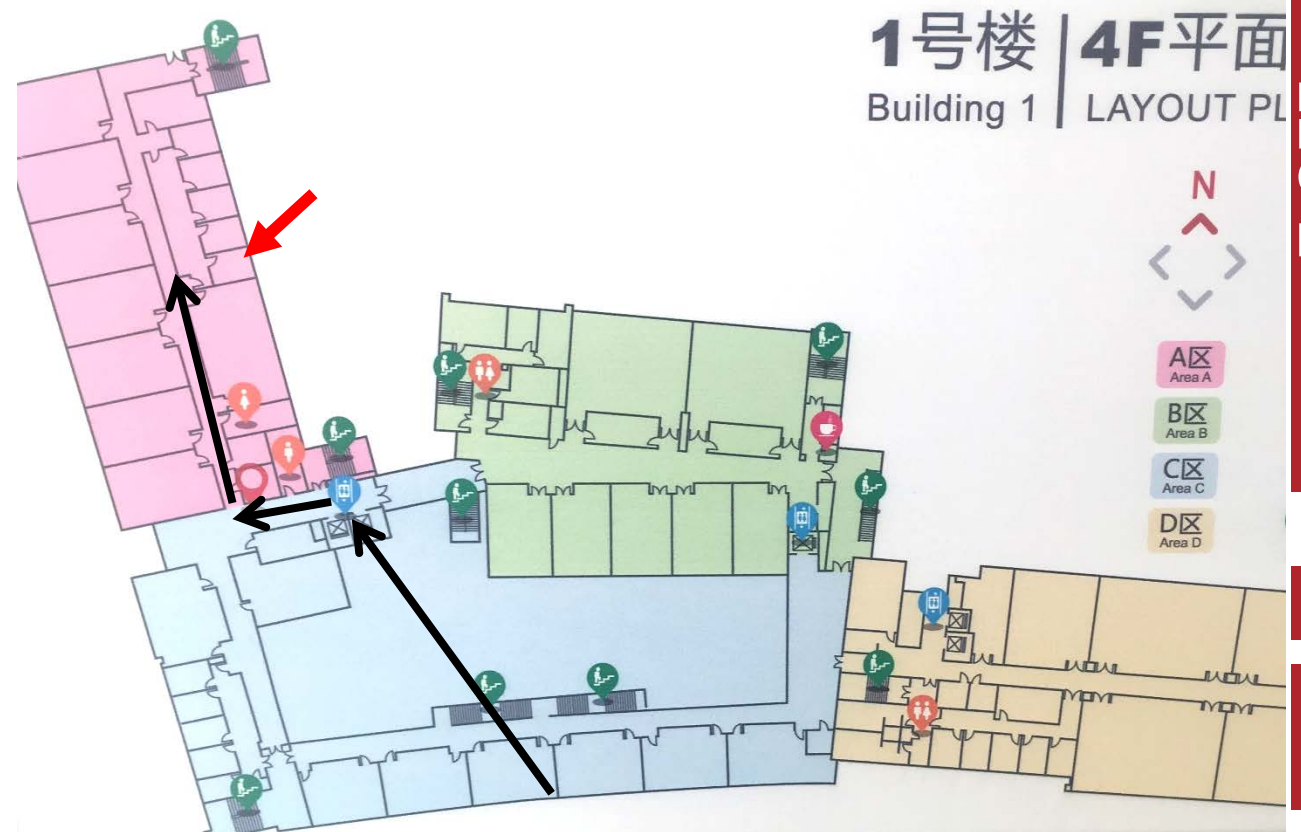 1号楼 | 4F平面
Building 1 | LAYOUT PL
N
A区
Area A
B区
Area B
C区
Area C
D区
Area D